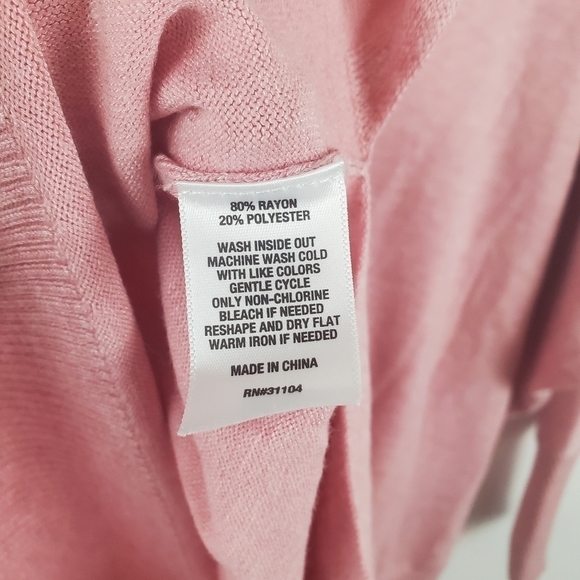 80% RAYON
20% POLYESTER
WASH INSIDE OUT
MACHINE WASH COLD
WITH LIKE COLORS
GENTLE CYCLE
ONLY NON-CHLORINE
BLEACH IF NEEDED
RESHAPE AND DRY FLAT
WARM IRON IF NEEDED
MADE IN CHINA
RN#31104